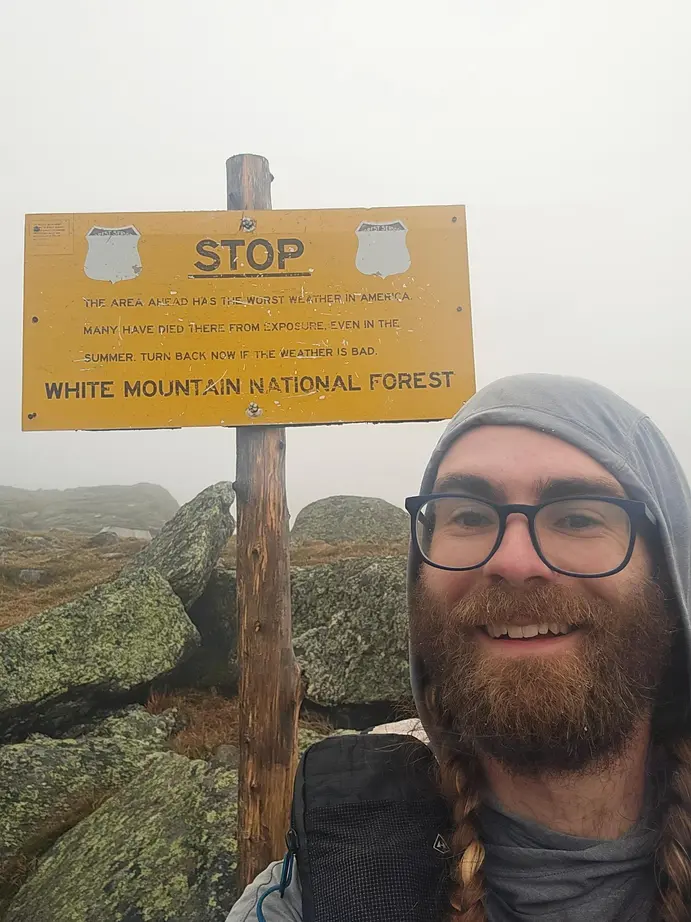 STOP
THE AREA AHEAD HAS THE WORST WEATHER IN AMERICA.
MANY HAVE DIED THERE FROM EXPOSURE, EVEN IN THE
SUMMER. TURN BACK NOW IF THE WEATHER IS BAD.
WHITE MOUNTAIN NATIONAL FOREST